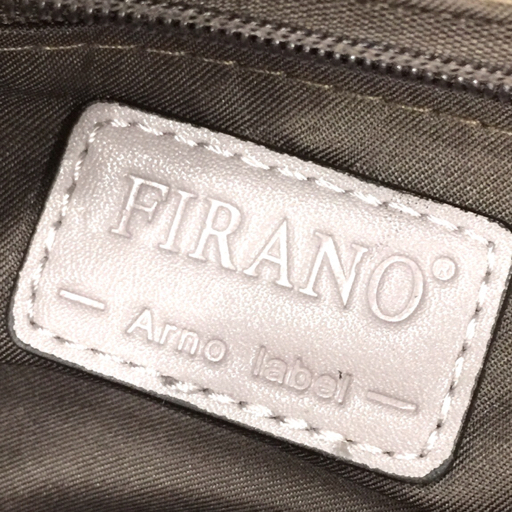 FIRANO®
— Arno label —